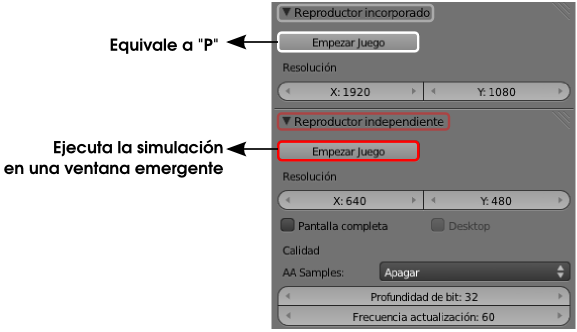 Reproductor incorporado
Equivale a "P"
Empezar Juego
Resolución
X: 1920
Y: 1080
Reproductor independiente
Ejecuta la simulación
en una ventana emergente
Empezar Juego
Resolución
X: 640
Y: 480
Pantalla completa
Desktop
Calidad
AA Samples:
Apagar
Profundidad de bit: 32
Frecuencia actualización: 60